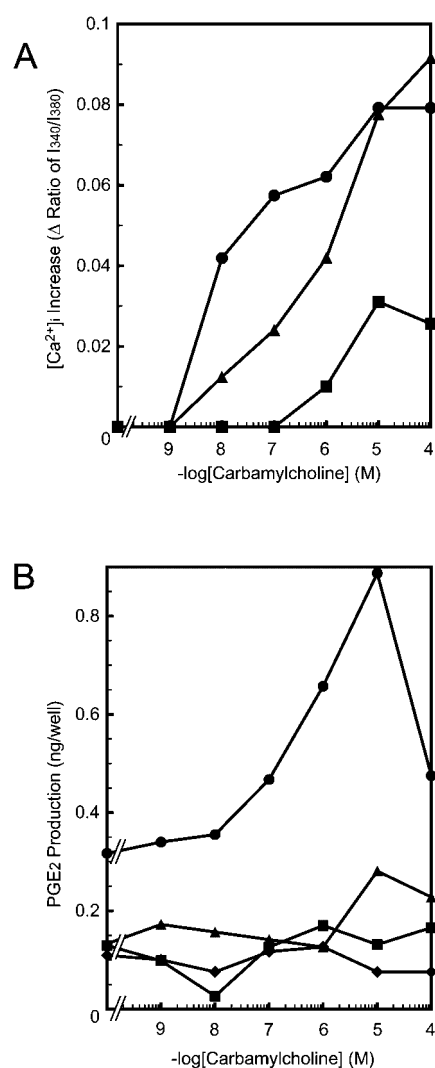 A
[Ca²⁺]i Increase (Δ Ratio of I340/I380)
0.1
0.08
0.06
0.04
0.02
0
9 8 7 6 5 4
-log[Carbamylcholine] (M)
B
PGE2 Production (ng/well)
0.8
0.6
0.4
0.2
0
9 8 7 6 5 4
-log[Carbamylcholine] (M)